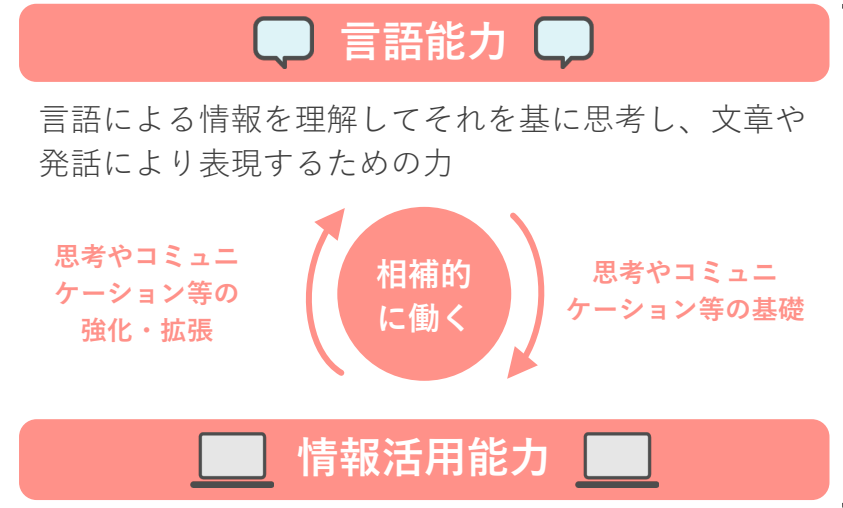 言語能力
言語による情報を理解してそれを基に思考し、文章や
発話により表現するための力
思考やコミュニ
ケーション等の
強化・拡張
相補的
に働く
思考やコミュニ
ケーション等の基礎
情報活用能力